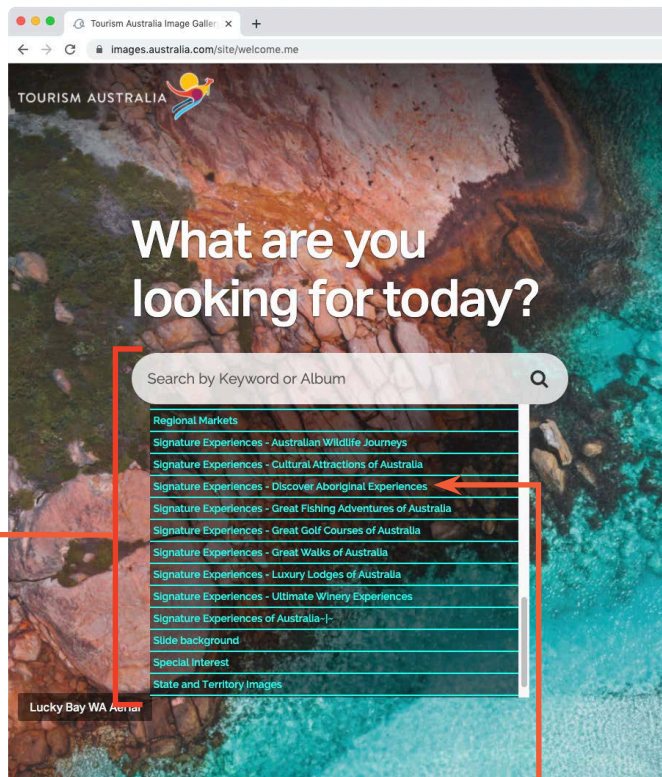 Tourism Australia Image Galler
images.australia.com/site/welcome.me
TOURISM AUSTRALIA
What are you
looking for today?
Search by Keyword or Album
Regional Markets
Signature Experiences - Australian Wildlife Journeys
Signature Experiences - Cultural Attractions of Australia
Signature Experiences - Discover Aboriginal Experiences
Signature Experiences - Great Fishing Adventures of Australia
Signature Experiences - Great Golf Courses of Australia
Signature Experiences - Great Walks of Australia
Signature Experiences - Luxury Lodges of Australia
Signature Experiences - Ultimate Winery Experiences
Signature Experiences of Australia~|~
Slide background
Special Interest
State and Territory Images
Lucky Bay WA Aerial